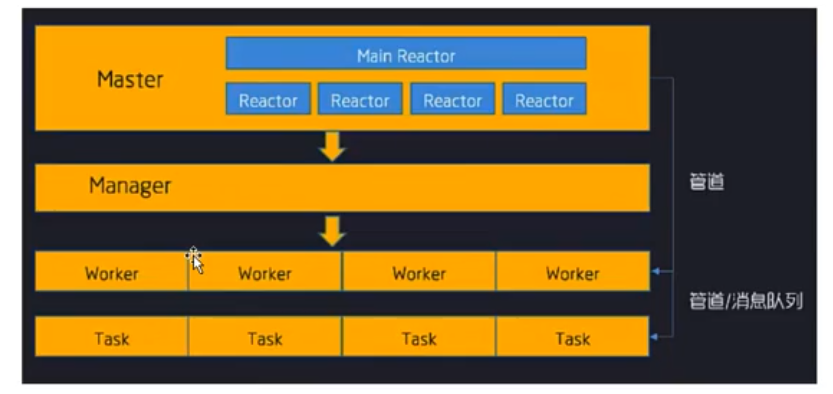 Main Reactor
Master
Reactor Reactor Reactor Reactor
Manager
管道
Worker Worker Worker Worker
管道/消息队列
Task Task Task Task